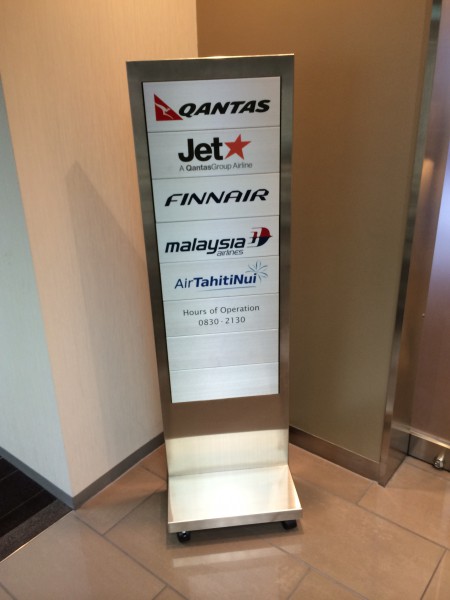 QANTAS
Jet
A QantasGroup Airline
FINNAIR
malaysia
airlines
AirTahitiNui
Hours of Operation
0830 - 2130